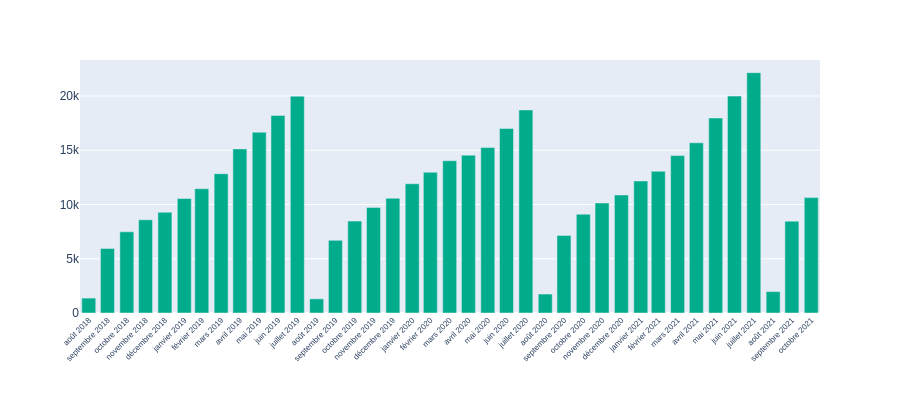 20k
15k
10k
5k
0
août 2018
septembre 2018
octobre 2018
novembre 2018
décembre 2018
janvier 2019
février 2019
mars 2019
avril 2019
mai 2019
juin 2019
juillet 2019
août 2019
septembre 2019
octobre 2019
novembre 2019
décembre 2019
janvier 2020
février 2020
mars 2020
avril 2020
mai 2020
juin 2020
juillet 2020
août 2020
septembre 2020
octobre 2020
novembre 2020
décembre 2020
janvier 2021
février 2021
mars 2021
avril 2021
mai 2021
juin 2021
juillet 2021
août 2021
septembre 2021
octobre 2021